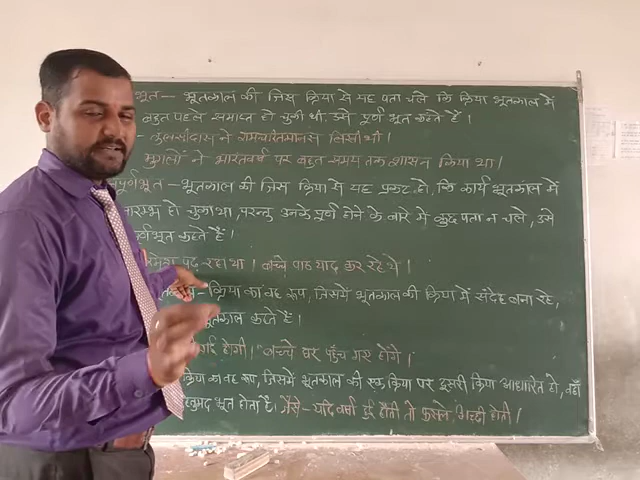 भूत - भूतकाल की जिस क्रिया से यह पता चले कि क्रिया भूतकाल में
बहुत पहले समाप्त हो चुकी थी, उसे पूर्ण भूत कहते हैं।
- तुलसीदास ने रामचरितमानस लिखी थी।
मुगलों ने भारतवर्ष पर बहुत समय तक शासन किया था।
पूर्णभूत - भूतकाल की जिस क्रिया से यह प्रकट हो, कि कार्य भूतकाल में
हो चुका था, परन्तु उनके पूर्ण होने के बारे में कुछ पता न चले, उसे
भूत कहते हैं।
पढ़ रहा था। बच्चे पाठ याद कर रहे थे।
- क्रिया का वह रूप, जिसमें भूतकाल की क्रिया में संदेह बना रहे,
भूतकाल कहते हैं।
होगी। बच्चे घर पहुँच गए होंगे।
क्रिया का वह रूप, जिसमें भूतकाल की एक क्रिया पर दूसरी क्रिया आधारित हो, वहाँ
भूत होता है। जैसे - यदि वर्षा हुई होती तो फसलें अच्छी होती।